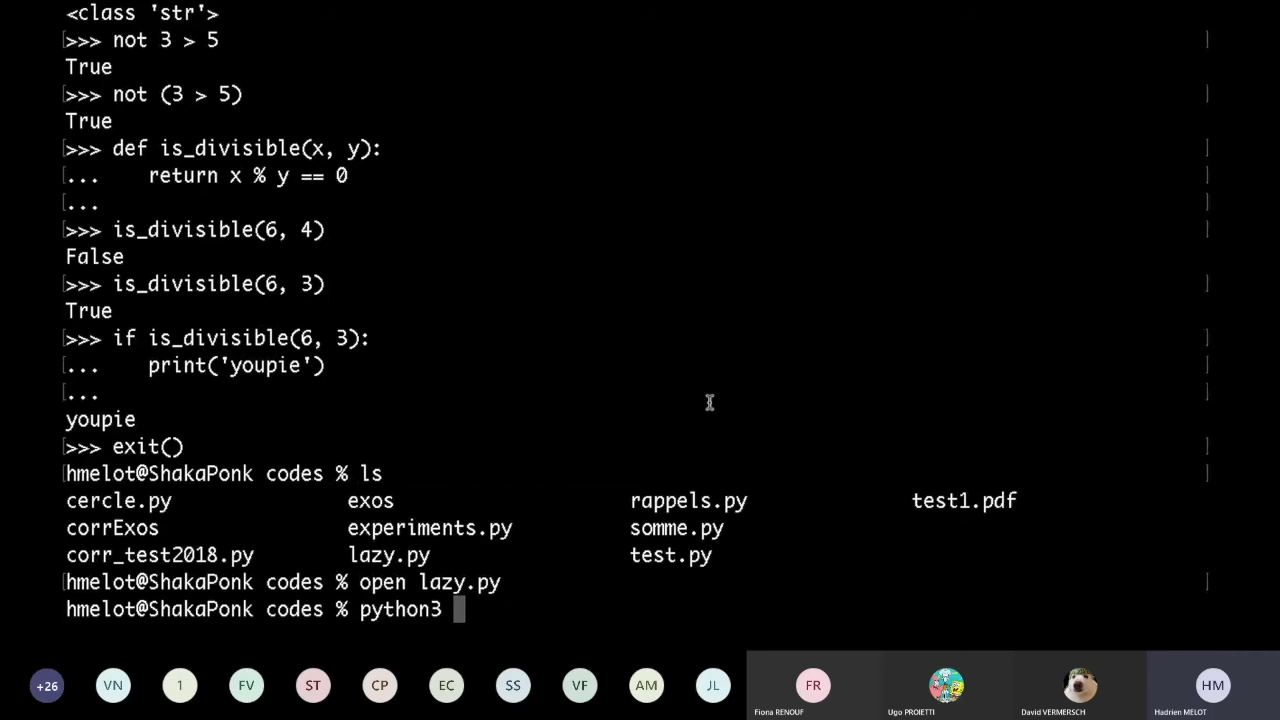 <class 'str'>
>>> not 3 > 5
True
>>> not (3 > 5)
True
>>> def is_divisible(x, y):
...    return x % y == 0
...
>>> is_divisible(6, 4)
False
>>> is_divisible(6, 3)
True
>>> if is_divisible(6, 3):
...    print('youpie')
...
youpie
>>> exit()
hmelot@ShakaPonk codes % ls
cercle.py exos rappels.py test1.pdf
corrExos experiments.py somme.py
corr_test2018.py lazy.py test.py
hmelot@ShakaPonk codes % open lazy.py
hmelot@ShakaPonk codes % python3
+26 VN 1 FV ST CP EC SS VF AM JL FR HM
Fiona RENOUF Ugo PROIETTI David VERMERSCH Hadrien MELOT